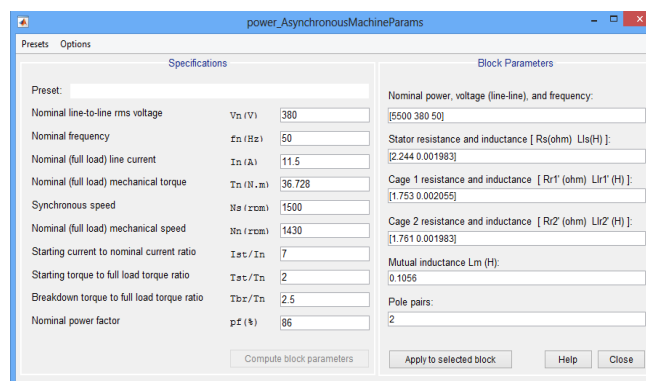 power_AsynchronousMachineParams
Presets Options
Specifications
Preset:
Nominal line-to-line rms voltage Vn(V) 380
Nominal frequency fn(Hz) 50
Nominal (full load) line current In(A) 11.5
Nominal (full load) mechanical torque Tn(N.m) 36.728
Synchronous speed Ns(rpm) 1500
Nominal (full load) mechanical speed Nn(rpm) 1430
Starting current to nominal current ratio Ist/In 7
Starting torque to full load torque ratio Tst/Tn 2
Breakdown torque to full load torque ratio Tbr/Tn 2.5
Nominal power factor pf(%) 86
Compute block parameters
Block Parameters
Nominal power, voltage (line-line), and frequency:
[5500 380 50]
Stator resistance and inductance [ Rs(ohm) Lls(H) ]:
[2.244 0.001983]
Cage 1 resistance and inductance [ Rr1' (ohm) Llr1' (H) ]:
[1.753 0.002055]
Cage 2 resistance and inductance [ Rr2' (ohm) Llr2' (H) ]:
[1.761 0.001983]
Mutual inductance Lm (H):
0.1056
Pole pairs:
2
Apply to selected block Help Close